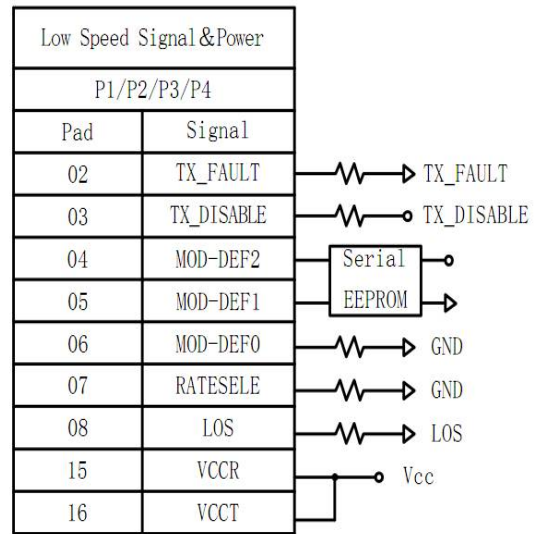 Low Speed Signal&Power
P1/P2/P3/P4
Pad Signal
02 TX_FAULT TX_FAULT
03 TX_DISABLE TX_DISABLE
04 MOD-DEF2 Serial
05 MOD-DEF1 EEPROM
06 MOD-DEF0 GND
07 RATESELE GND
08 LOS LOS
15 VCCR Vcc
16 VCCT